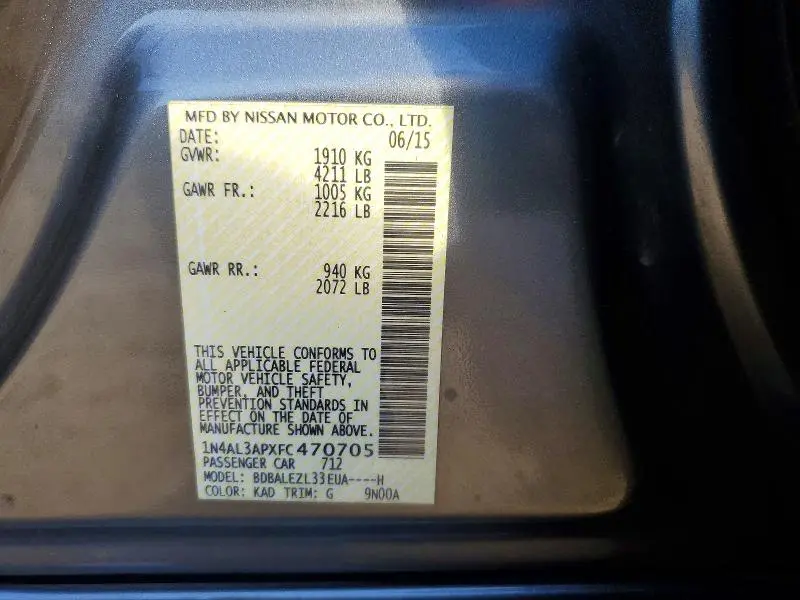 MFD BY NISSAN MOTOR CO., LTD.
DATE: 06/15
GVWR: 1910 KG
4211 LB
GAWR FR.: 1005 KG
2216 LB
GAWR RR.: 940 KG
2072 LB
THIS VEHICLE CONFORMS TO
ALL APPLICABLE FEDERAL
MOTOR VEHICLE SAFETY,
BUMPER, AND THEFT
PREVENTION STANDARDS IN
EFFECT ON THE DATE OF
MANUFACTURE SHOWN ABOVE.
1N4AL3APXFC470705
PASSENGER CAR 712
MODEL: BDBALEZL33EUA----H
COLOR: KAD TRIM: G 9N00A